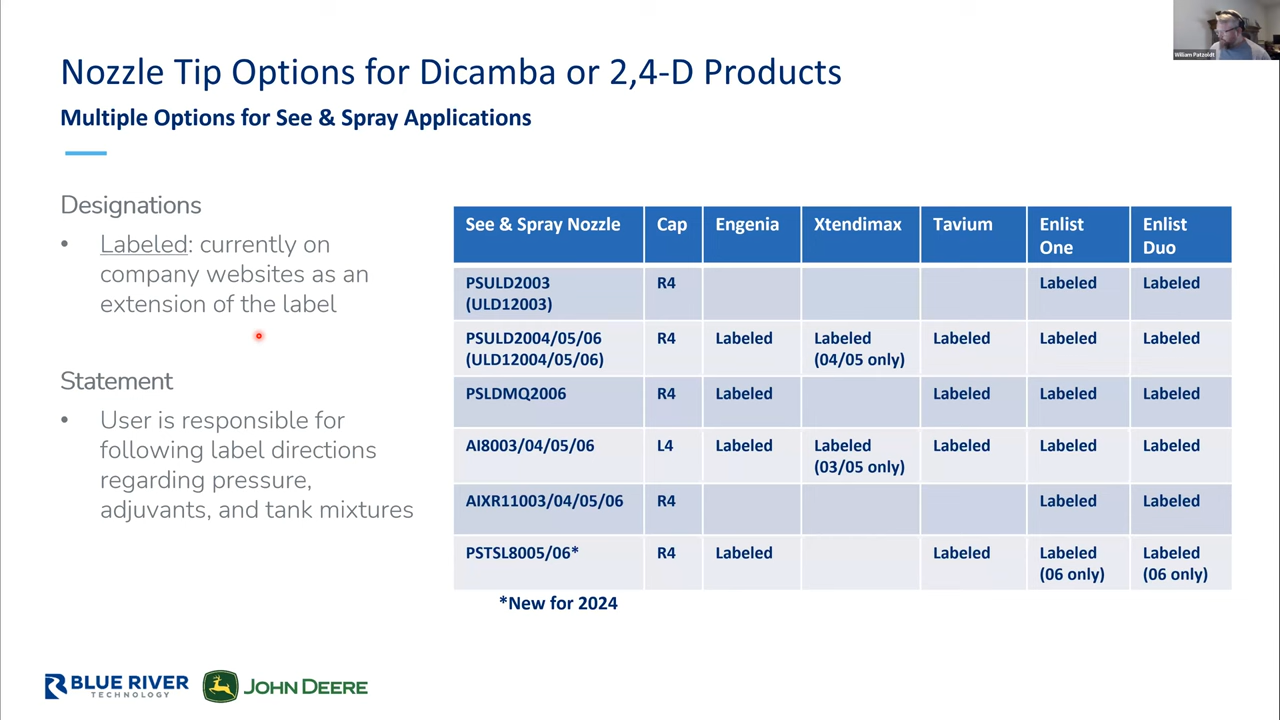 William Patzoldt
Nozzle Tip Options for Dicamba or 2,4-D Products
Multiple Options for See & Spray Applications
Designations
• Labeled: currently on
company websites as an
extension of the label
Statement
• User is responsible for
following label directions
regarding pressure,
adjuvants, and tank mixtures
See & Spray Nozzle Cap Engenia Xtendimax Tavium Enlist One Enlist Duo
PSULD2003 (ULD12003) R4 Labeled Labeled
PSULD2004/05/06 (ULD12004/05/06) R4 Labeled Labeled (04/05 only) Labeled Labeled Labeled
PSLDMQ2006 R4 Labeled Labeled Labeled Labeled
AI8003/04/05/06 L4 Labeled Labeled (03/05 only) Labeled Labeled Labeled
AIXR11003/04/05/06 R4 Labeled Labeled
PSTSL8005/06* R4 Labeled Labeled Labeled (06 only) Labeled (06 only)
*New for 2024
BLUE RIVER
TECHNOLOGY
JOHN DEERE